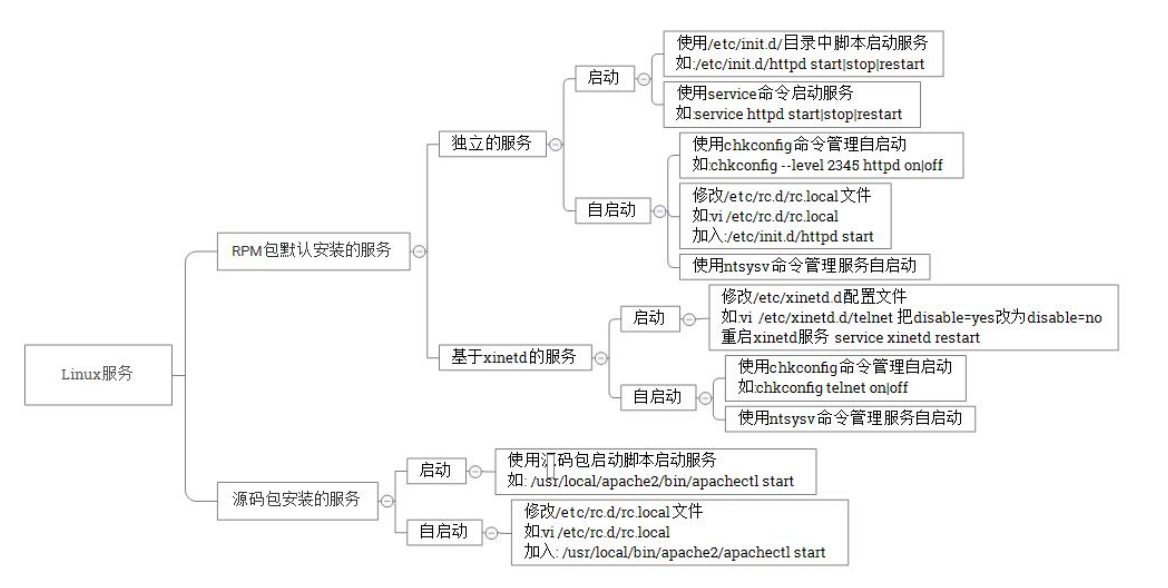 Linux服务
RPM包默认安装的服务
独立的服务
启动
使用/etc/init.d/目录中脚本启动服务
如:/etc/init.d/httpd start|stop|restart
使用service命令启动服务
如:service httpd start|stop|restart
自启动
使用chkconfig命令管理自启动
如:chkconfig --level 2345 httpd on|off
修改/etc/rc.d/rc.local文件
如:vi /etc/rc.d/rc.local
加入:/etc/init.d/httpd start
使用ntsysv命令管理服务自启动
基于xinetd的服务
启动
修改/etc/xinetd.d配置文件
如:vi /etc/xinetd.d/telnet 把disable=yes改为disable=no
重启xinetd服务 service xinetd restart
自启动
使用chkconfig命令管理自启动
如:chkconfig telnet on|off
使用ntsysv命令管理服务自启动
源码包安装的服务
启动
使用源码包启动脚本启动服务
如: /usr/local/apache2/bin/apachectl start
自启动
修改/etc/rc.d/rc.local文件
如:vi /etc/rc.d/rc.local
加入: /usr/local/bin/apache2/apachectl start